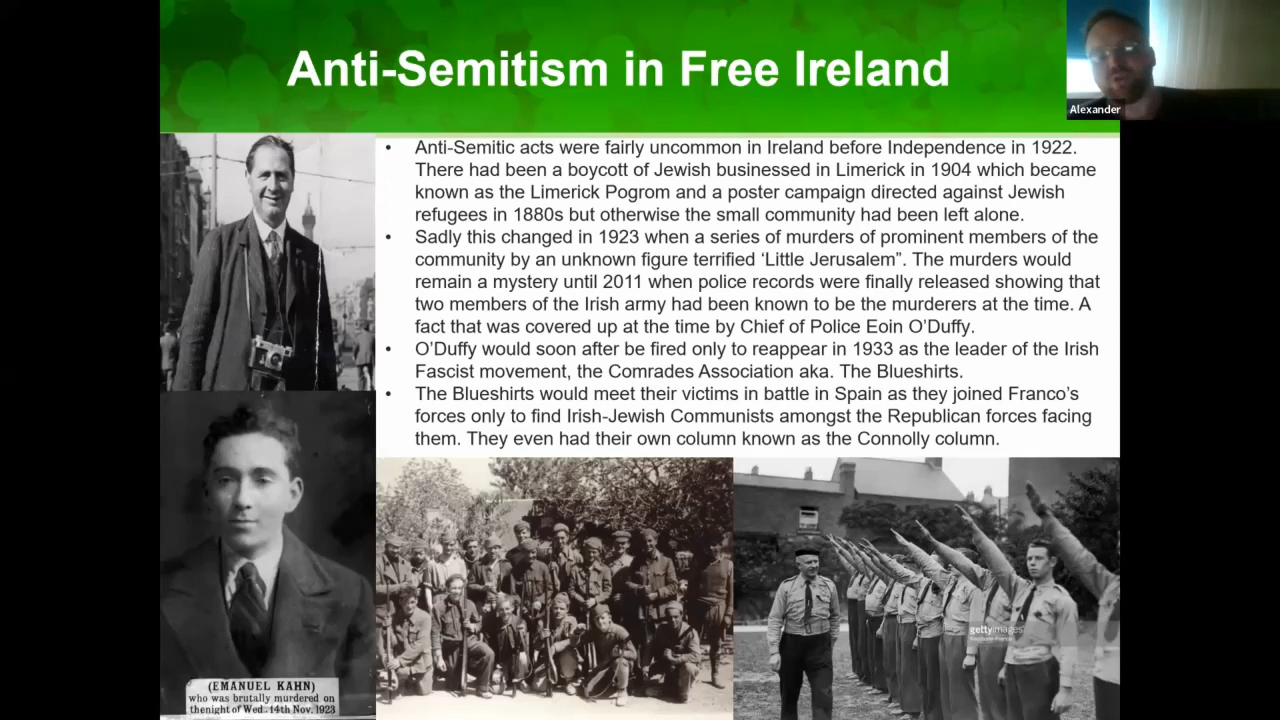 Anti-Semitism in Free Ireland
Alexander
• Anti-Semitic acts were fairly uncommon in Ireland before Independence in 1922.
There had been a boycott of Jewish businessed in Limerick in 1904 which became
known as the Limerick Pogrom and a poster campaign directed against Jewish
refugees in 1880s but otherwise the small community had been left alone.
• Sadly this changed in 1923 when a series of murders of prominent members of the
community by an unknown figure terrified ‘Little Jerusalem”. The murders would
remain a mystery until 2011 when police records were finally released showing that
two members of the Irish army had been known to be the murderers at the time. A
fact that was covered up at the time by Chief of Police Eoin O’Duffy.
• O’Duffy would soon after be fired only to reappear in 1933 as the leader of the Irish
Fascist movement, the Comrades Association aka. The Blueshirts.
• The Blueshirts would meet their victims in battle in Spain as they joined Franco’s
forces only to find Irish-Jewish Communists amongst the Republican forces facing
them. They even had their own column known as the Connolly column.
(EMANUEL KAHN)
who was brutally murdered on
thenight of Wed. 14th Nov. 1923
gettyimages